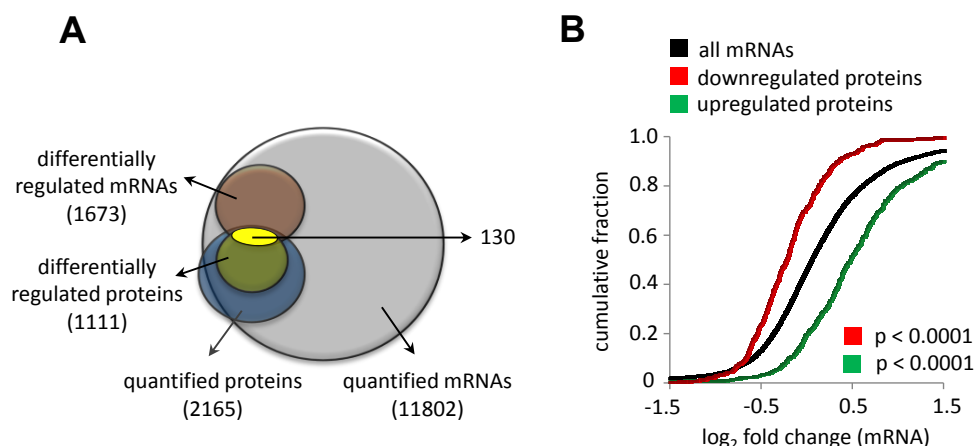 A
differentially
regulated mRNAs
(1673)
differentially
regulated proteins
(1111)
130
quantified proteins
(2165)
quantified mRNAs
(11802)
B
all mRNAs
downregulated proteins
upregulated proteins
cumulative fraction
1.0
0.8
0.6
0.4
0.2
0
p < 0.0001
p < 0.0001
-1.5
-0.5
0.5
1.5
log₂ fold change (mRNA)